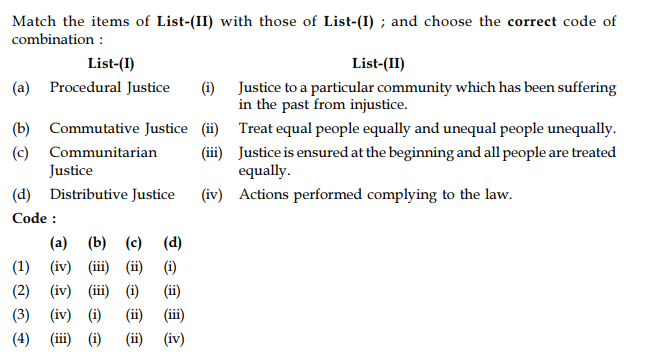 Match the items of List-(II) with those of List-(I) ; and choose the correct code of
combination :
List-(I) List-(II)
(a) Procedural Justice (i) Justice to a particular community which has been suffering
in the past from injustice.
(b) Commutative Justice (ii) Treat equal people equally and unequal people unequally.
(c) Communitarian (iii) Justice is ensured at the beginning and all people are treated
Justice equally.
(d) Distributive Justice (iv) Actions performed complying to the law.
Code :
(a) (b) (c) (d)
(1) (iv) (iii) (ii) (i)
(2) (iv) (iii) (i) (ii)
(3) (iv) (i) (ii) (iii)
(4) (iii) (i) (ii) (iv)